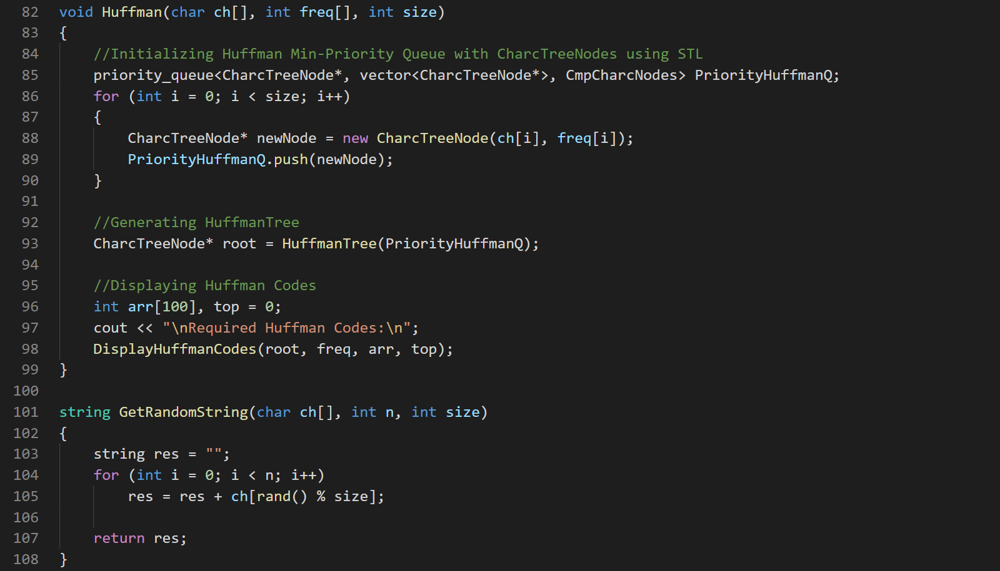 82 void Huffman(char ch[], int freq[], int size)
83 {
84     //Initializing Huffman Min-Priority Queue with CharcTreeNodes using STL
85     priority_queue<CharcTreeNode*, vector<CharcTreeNode*>, CmpCharcNodes> PriorityHuffmanQ;
86     for (int i = 0; i < size; i++)
87     {
88         CharcTreeNode* newNode = new CharcTreeNode(ch[i], freq[i]);
89         PriorityHuffmanQ.push(newNode);
90     }
91
92     //Generating HuffmanTree
93     CharcTreeNode* root = HuffmanTree(PriorityHuffmanQ);
94
95     //Displaying Huffman Codes
96     int arr[100], top = 0;
97     cout << "\nRequired Huffman Codes:\n";
98     DisplayHuffmanCodes(root, freq, arr, top);
99 }
100
101 string GetRandomString(char ch[], int n, int size)
102 {
103     string res = "";
104     for (int i = 0; i < n; i++)
105         res = res + ch[rand() % size];
106
107     return res;
108 }